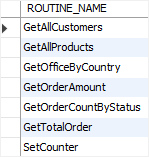 ROUTINE_NAME
GetAllCustomers
GetAllProducts
GetOfficeByCountry
GetOrderAmount
GetOrderCountByStatus
GetTotalOrder
SetCounter